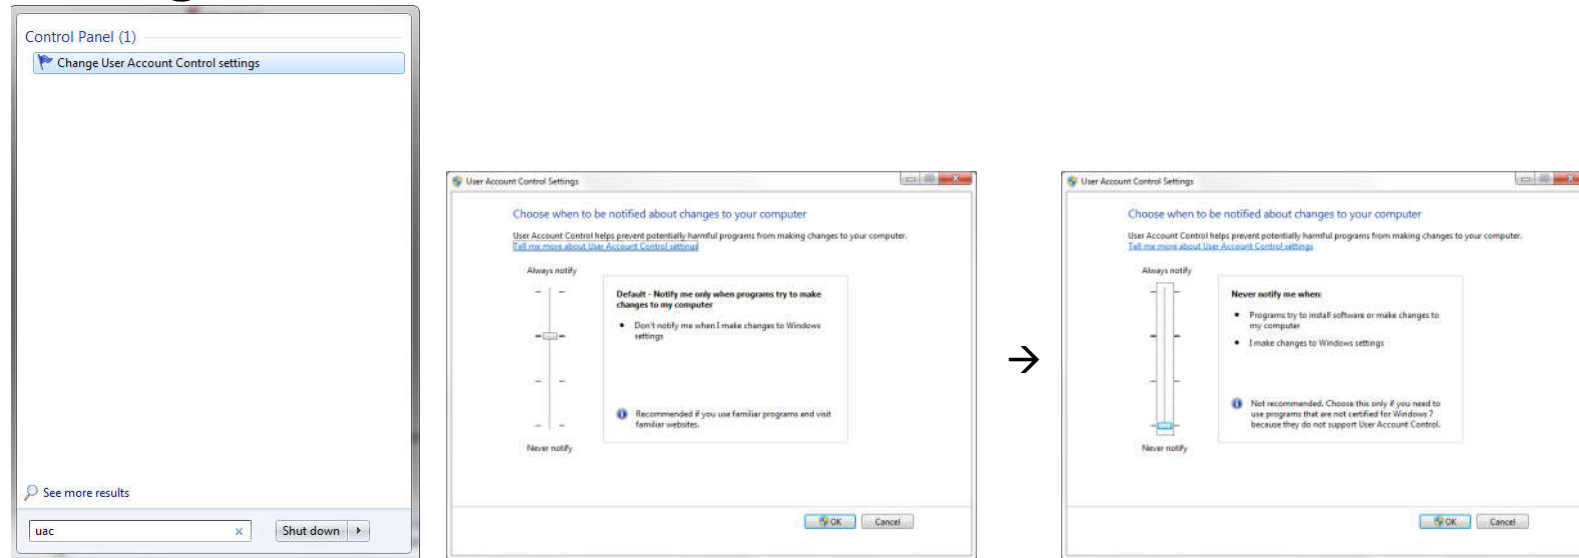 Control Panel (1)
Change User Account Control settings
See more results
uac
Shut down
User Account Control Settings
Choose when to be notified about changes to your computer
User Account Control helps prevent potentially harmful programs from making changes to your computer.
Tell me more about User Account Control settings
Always notify
Default - Notify me only when programs try to make
changes to my computer
• Don't notify me when I make changes to Windows
settings
Recommended if you use familiar programs and visit
familiar websites.
Never notify
OK Cancel
→
User Account Control Settings
Choose when to be notified about changes to your computer
User Account Control helps prevent potentially harmful programs from making changes to your computer.
Tell me more about User Account Control settings
Always notify
Never notify me when:
• Programs try to install software or make changes to
my computer
• I make changes to Windows settings
Not recommended. Choose this only if you need to
use programs that are not certified for Windows 7
because they do not support User Account Control.
Never notify
OK Cancel